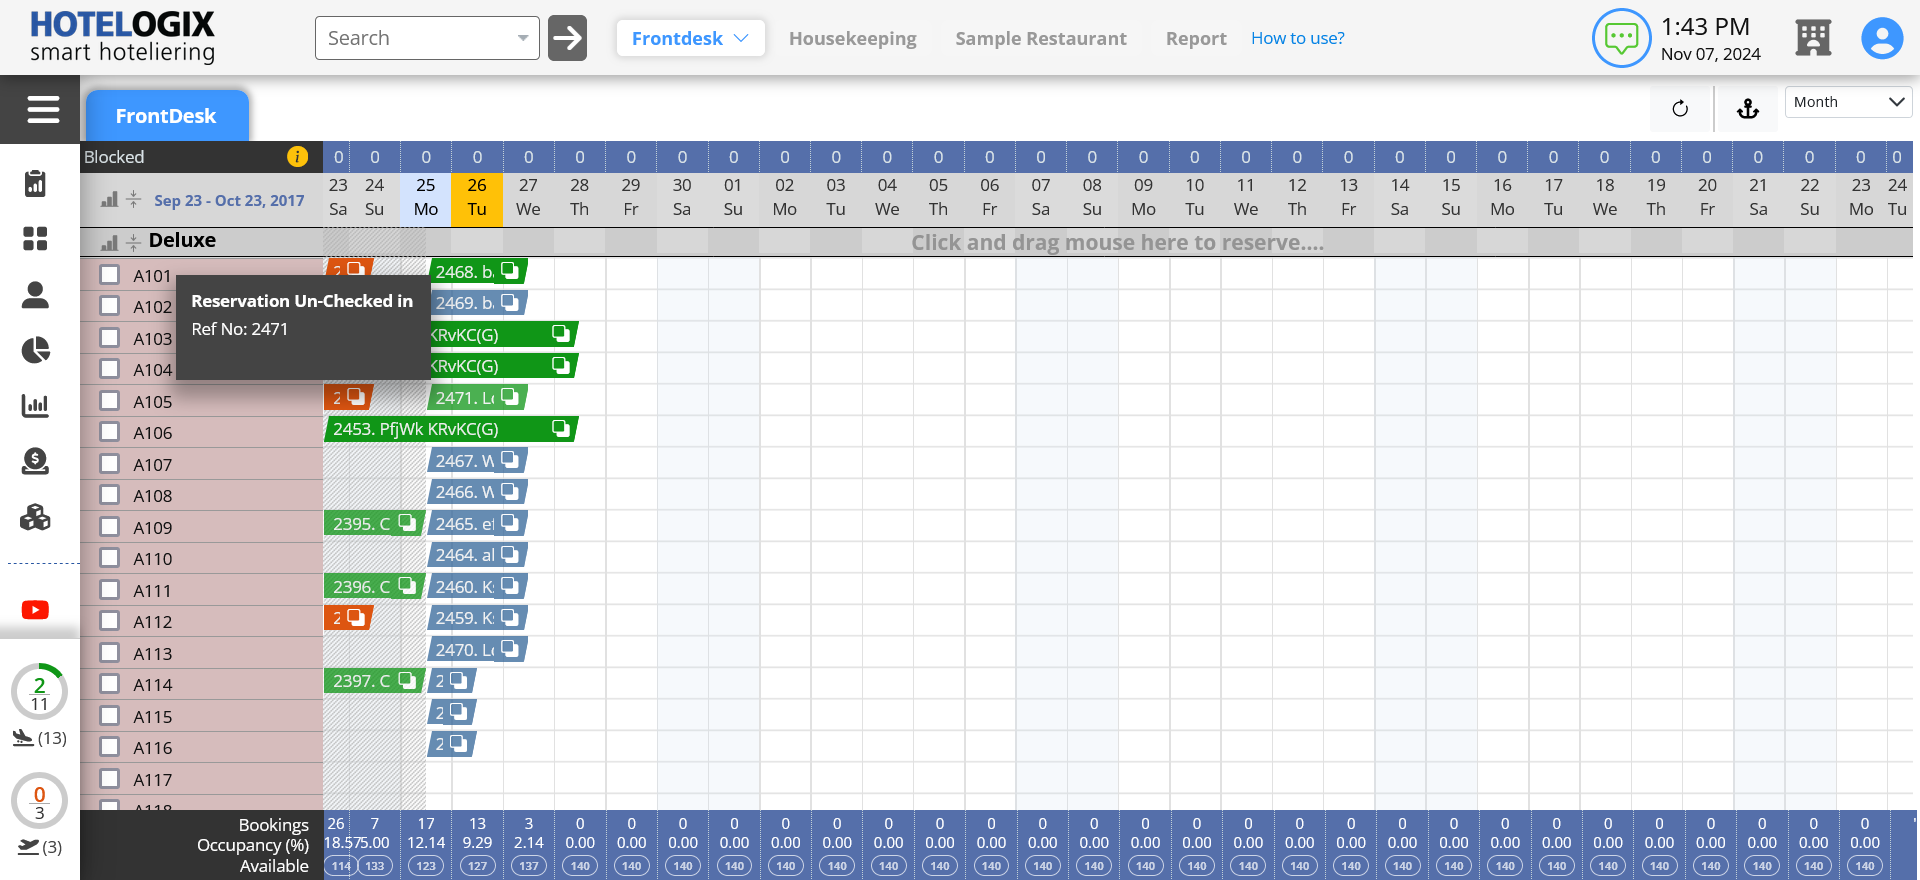 HOTELOGIX
smart hoteliering
Search
Frontdesk
Housekeeping
Sample Restaurant
Report
How to use?
1:43 PM
Nov 07, 2024
FrontDesk
Month
Blocked i 0 0 0 0 0 0 0 0 0 0 0 0 0 0 0 0 0 0 0 0 0 0 0 0 0 0 0 0 0 0 0 0
Sep 23 - Oct 23, 2017
23 24 25 26 27 28 29 30 01 02 03 04 05 06 07 08 09 10 11 12 13 14 15 16 17 18 19 20 21 22 23 24
Sa Su Mo Tu We Th Fr Sa Su Mo Tu We Th Fr Sa Su Mo Tu We Th Fr Sa Su Mo Tu We Th Fr Sa Su Mo Tu
Deluxe
Click and drag mouse here to reserve....
A101 2468. ba
A102 2469. ba
A103 KRvKC(G)
A104 KRvKC(G)
Reservation Un-Checked in
Ref No: 2471
A105 2 2471. Lo
A106 2453. PfjWk KRvKC(G)
A107 2467. W
A108 2466. W
A109 2395. C 2465. ef
A110 2464. al
A111 2396. C 2460. Ks
A112 2 2459. Ks
A113 2470. Lo
A114 2397. C 2
A115 2
A116 2
A117
A118
2
11
(13)
0
3
(3)
Bookings 26 7 17 13 3 0 0 0 0 0 0 0 0 0 0 0 0 0 0 0 0 0 0 0 0 0 0 0 0 0 0
Occupancy (%) 18.57 5.00 12.14 9.29 2.14 0.00 0.00 0.00 0.00 0.00 0.00 0.00 0.00 0.00 0.00 0.00 0.00 0.00 0.00 0.00 0.00 0.00 0.00 0.00 0.00 0.00 0.00 0.00 0.00 0.00 0.00
Available 114 133 123 127 137 140 140 140 140 140 140 140 140 140 140 140 140 140 140 140 140 140 140 140 140 140 140 140 140 140 140